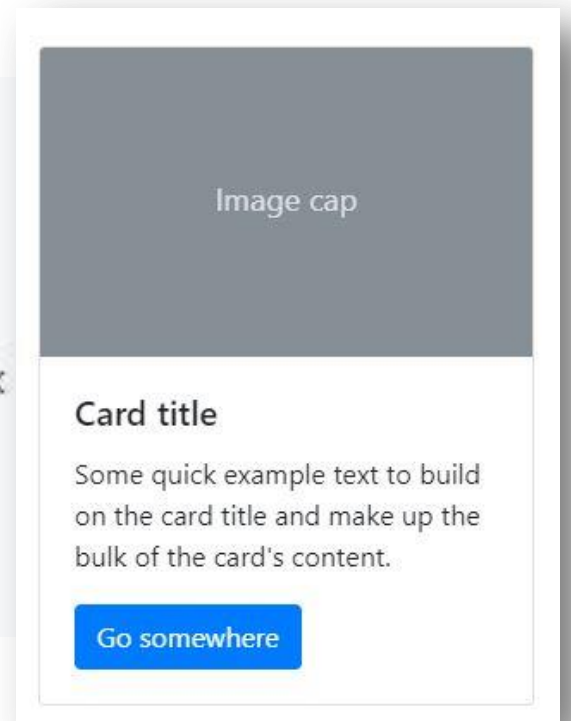 Image cap
Card title
Some quick example text to build
on the card title and make up the
bulk of the card's content.
Go somewhere